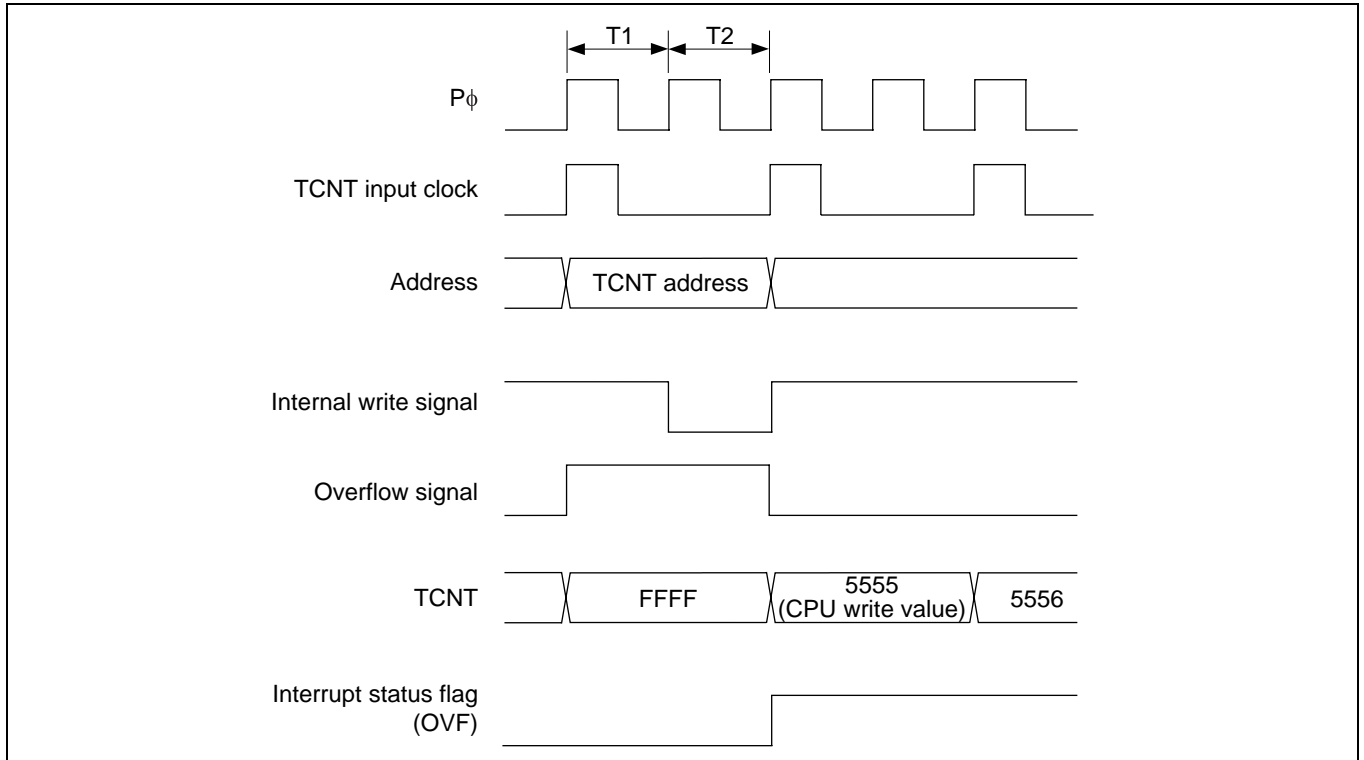 T1 T2
Pϕ
TCNT input clock
Address TCNT address
Internal write signal
Overflow signal
TCNT FFFF 5555
(CPU write value) 5556
Interrupt status flag
(OVF)